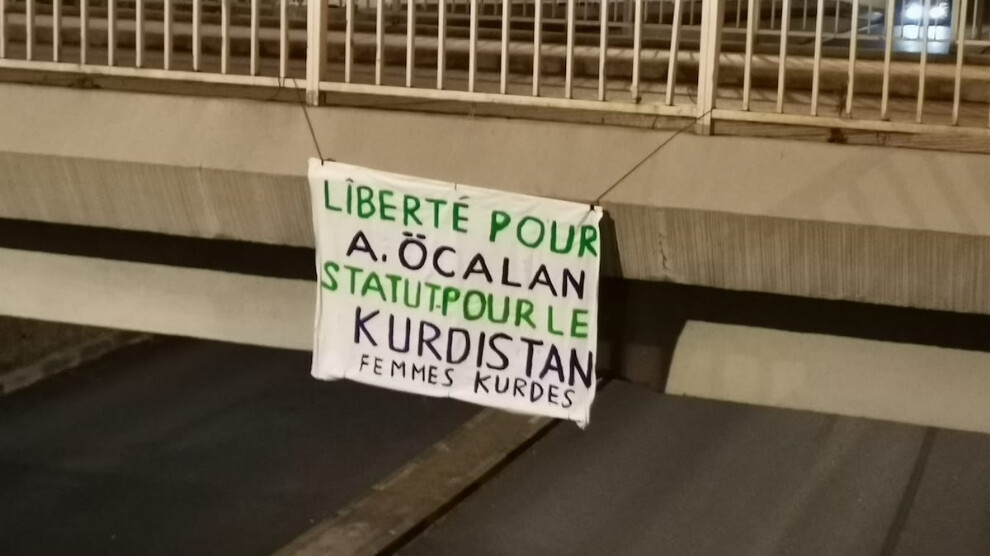 LÎBERTÉ POUR
A. ÖCALAN
STATUT POUR LE
KURDISTAN
FEMMES KURDES